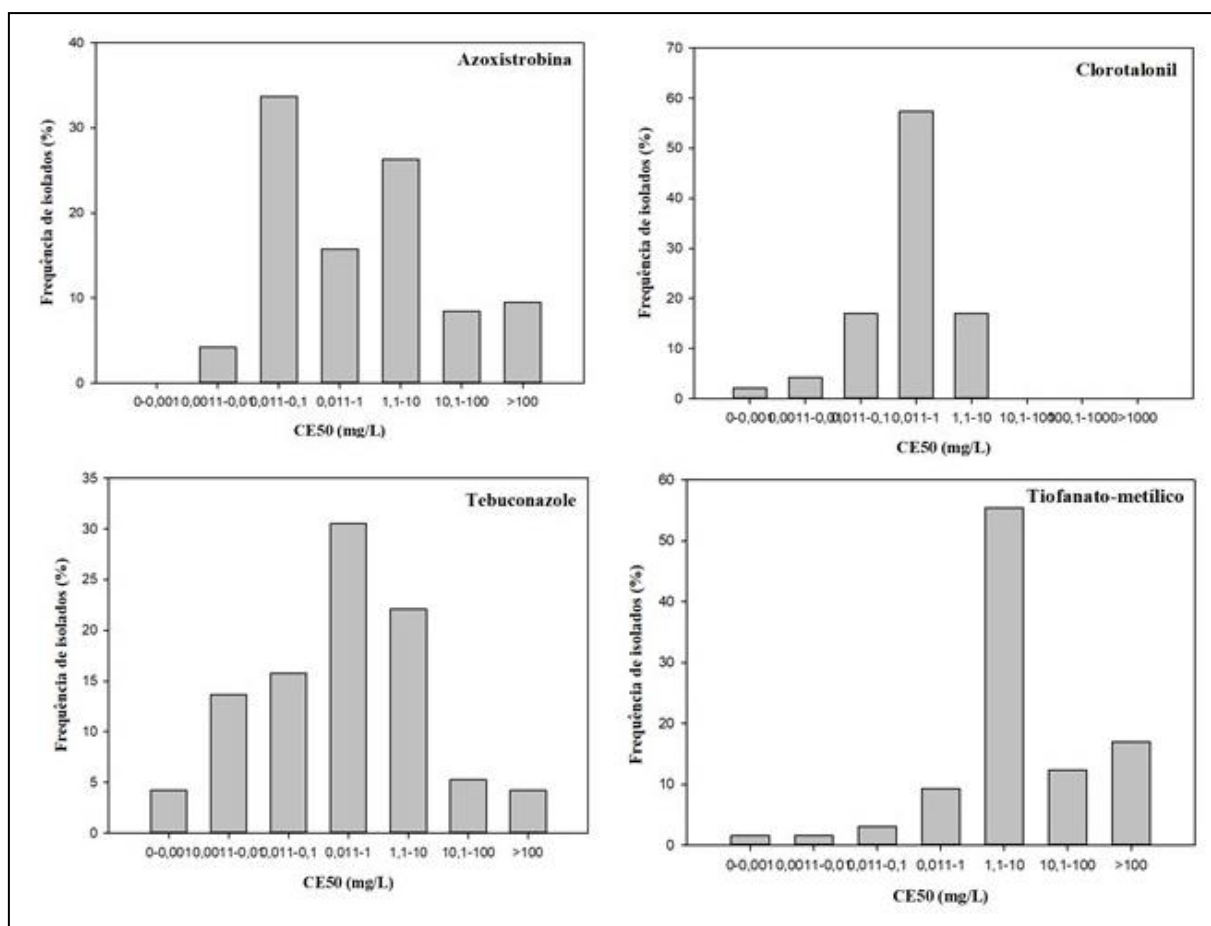 Azoxistrobina
Frequência de isolados (%)
40
30
20
10
0
0-0,001 0,0011-0,01 0,011-0,1 0,011-1 1,1-10 10,1-100 >100
CE50 (mg/L)
Clorotalonil
Frequência de isolados (%)
70
60
50
40
30
20
10
0
0-0,001 0,0011-0,01 0,011-0,1 0,011-1 1,1-10 10,1-100 100,1-1000 >1000
CE50 (mg/L)
Tebuconazole
Frequência de isolados (%)
35
30
25
20
15
10
5
0
0-0,001 0,0011-0,01 0,011-0,1 0,011-1 1,1-10 10,1-100 >100
CE50 (mg/L)
Tiofanato-metílico
Frequência de isolados (%)
60
50
40
30
20
10
0
0-0,001 0,0011-0,01 0,011-0,1 0,011-1 1,1-10 10,1-100 >100
CE50 (mg/L)